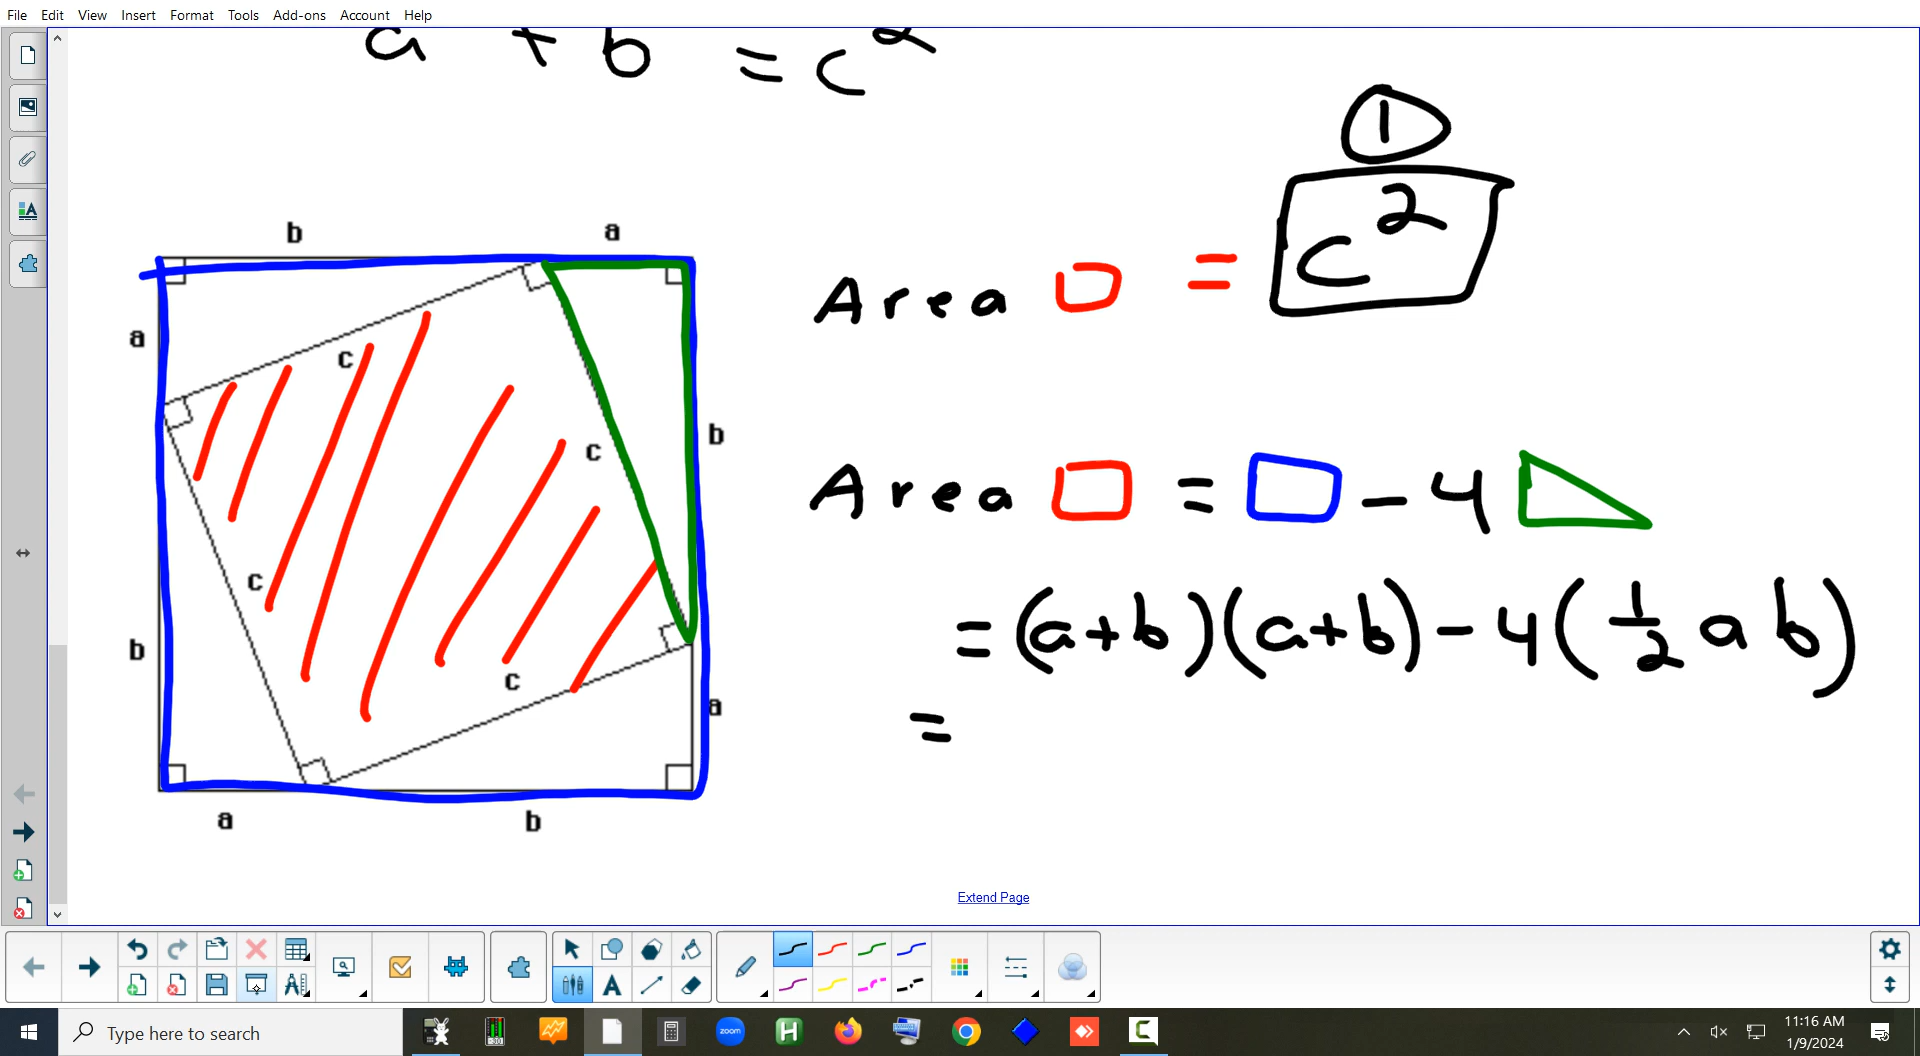 File Edit View Insert Format Tools Add-ons Account Help
a + b = c²
①
b a
Area = c²
a
c
b
c
Area = - 4
c
= (a+b)(a+b) - 4(½ab)
b
c
a
=
a b
Extend Page
Type here to search
zoom
H
C
11:16 AM
1/9/2024